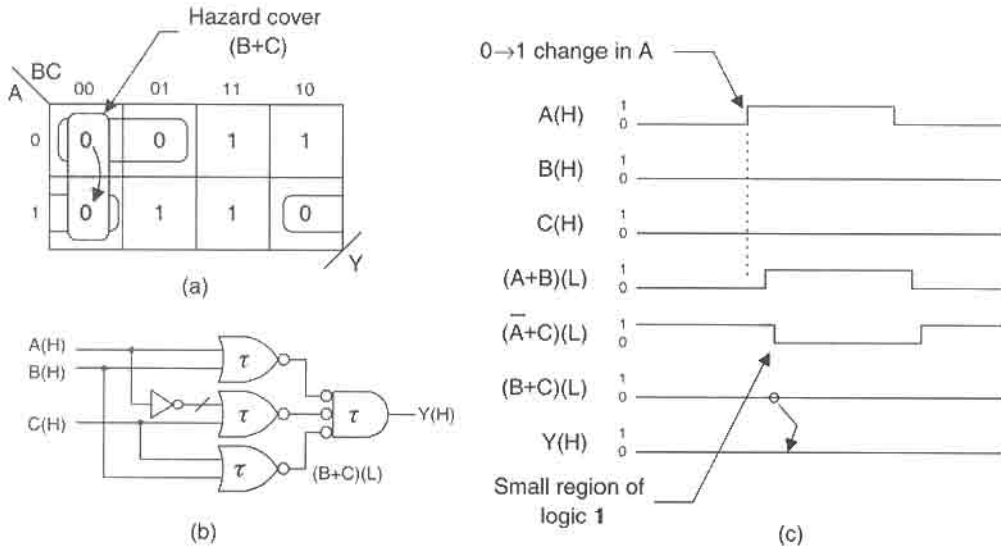 Hazard cover
(B+C)
BC
A
00 01 11 10
0 0 0 1 1
1 0 1 1 0
Y
(a)
A(H)
B(H)
C(H)
τ
τ
τ
τ
Y(H)
(B+C)(L)
(b)
0→1 change in A
A(H) 1 0
B(H) 1 0
C(H) 1 0
(A+B)(L) 1 0
(A̅+C)(L) 1 0
(B+C)(L) 1 0
Y(H) 1 0
Small region of
logic 1
(c)